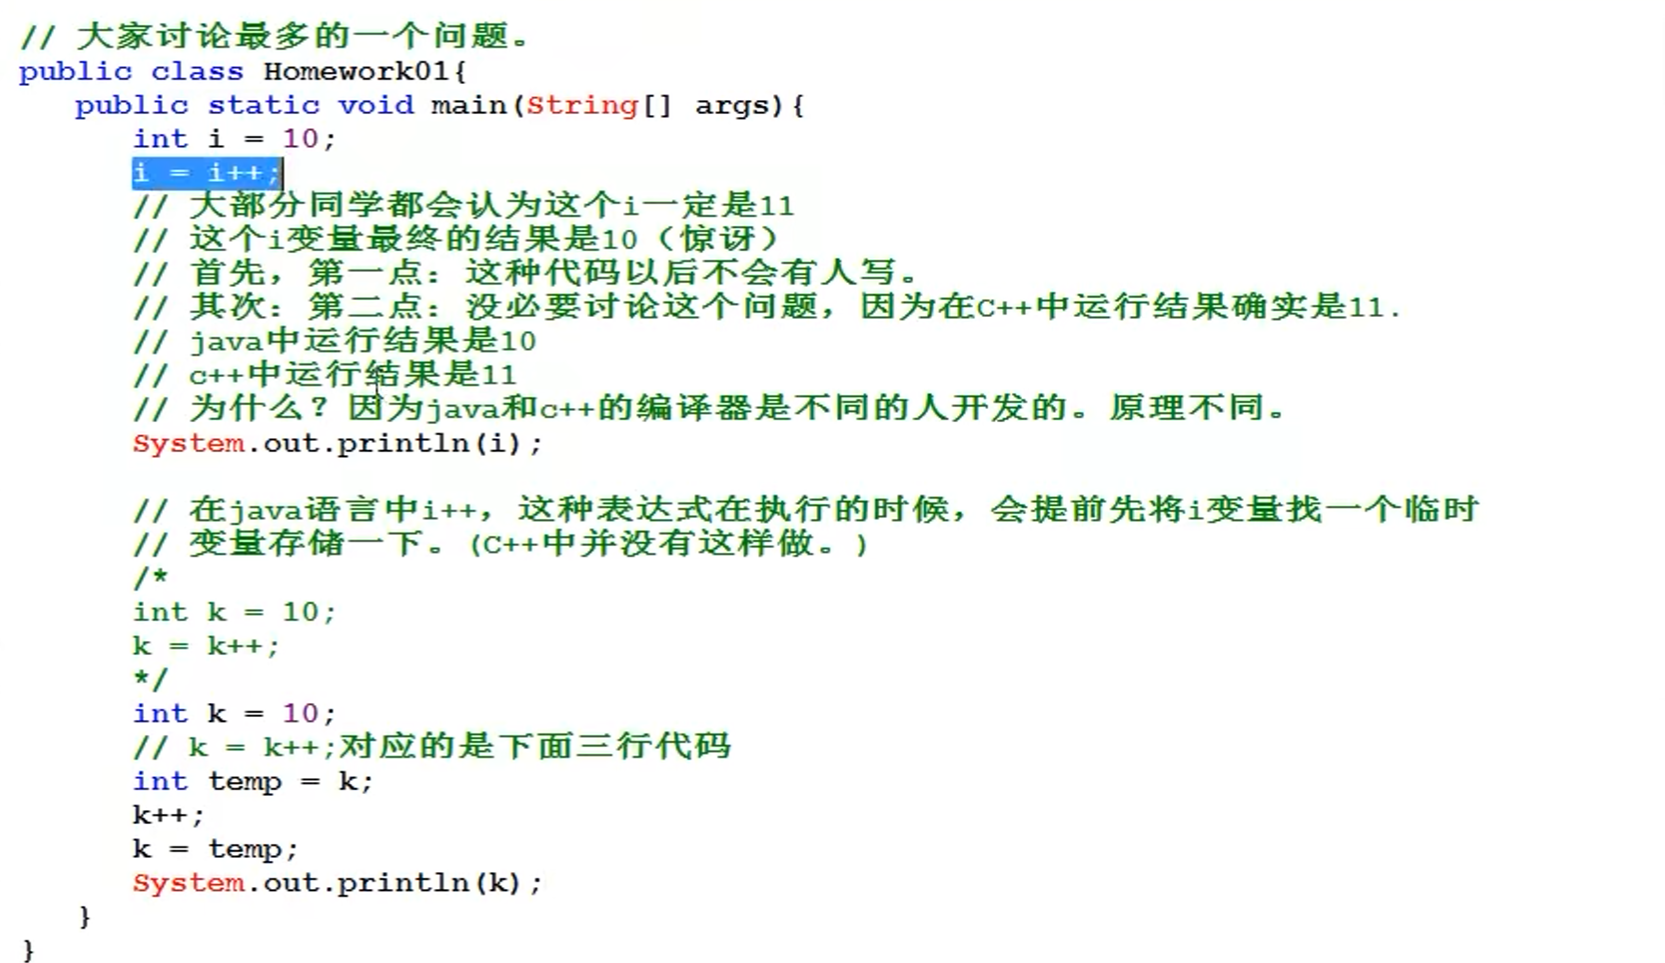 // 大家讨论最多的一个问题。
public class Homework01{
public static void main(String[] args){
int i = 10;
i = i++;
// 大部分同学都会认为这个i一定是11
// 这个i变量最终的结果是10（惊讶）
// 首先，第一点：这种代码以后不会有人写。
// 其次：第二点：没必要讨论这个问题，因为在C++中运行结果确实是11.
// java中运行结果是10
// c++中运行结果是11
// 为什么？因为java和c++的编译器是不同的人开发的。原理不同。
System.out.println(i);
// 在java语言中i++，这种表达式在执行的时候，会提前先将i变量找一个临时
// 变量存储一下。(C++中并没有这样做。)
/*
int k = 10;
k = k++;
*/
int k = 10;
// k = k++;对应的是下面三行代码
int temp = k;
k++;
k = temp;
System.out.println(k);
}
}